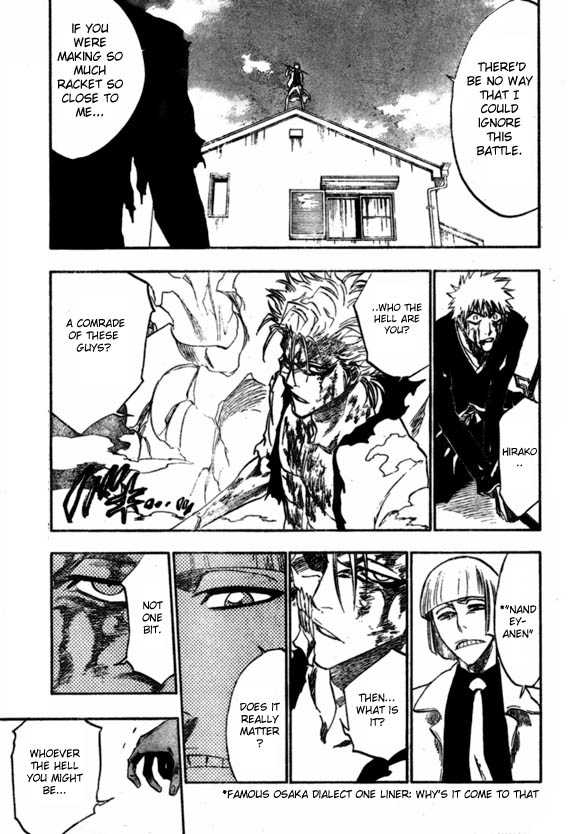 IF YOU
WERE
MAKING SO
MUCH
RACKET SO
CLOSE TO
ME...
THERE'D
BE NO WAY
THAT I
COULD
IGNORE
THIS
BATTLE.
HIRAKO
..
..WHO THE
HELL ARE
YOU?
A COMRADE
OF THESE
GUYS?
*"NAND
EY-
ANEN"
THEN...
WHAT IS
IT?
DOES IT
REALLY
MATTER
?
NOT
ONE
BIT.
WHOEVER
THE HELL
YOU
MIGHT
BE...
*FAMOUS OSAKA DIALECT ONE LINER: WHY'S IT COME TO THAT